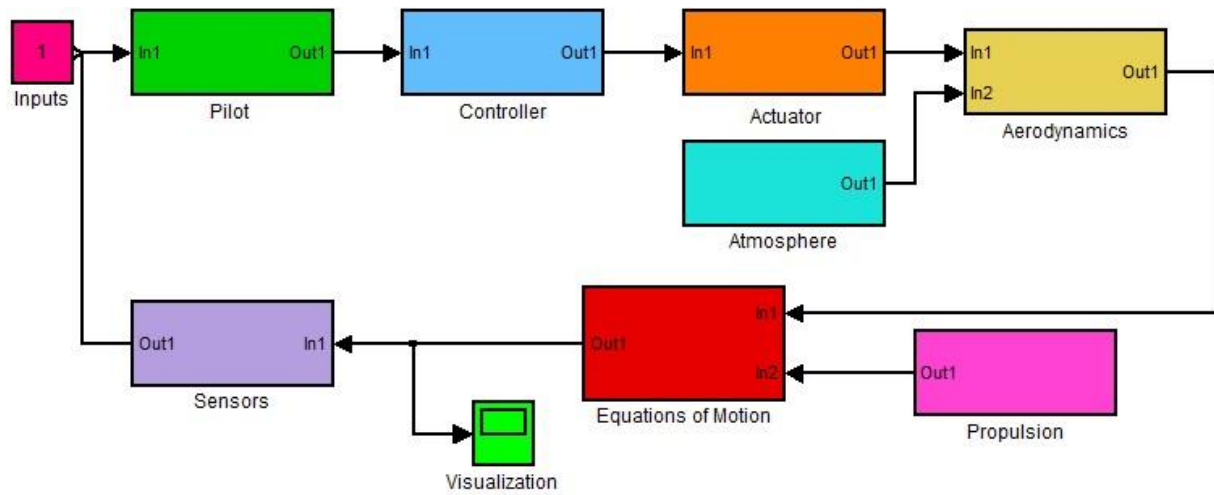 1
Inputs
In1
Out1
Pilot
In1
Out1
Controller
In1
Out1
Actuator
In1
In2
Out1
Aerodynamics
Out1
Atmosphere
Out1
In1
Sensors
Out1
In1
In2
Equations of Motion
Out1
Propulsion
Visualization